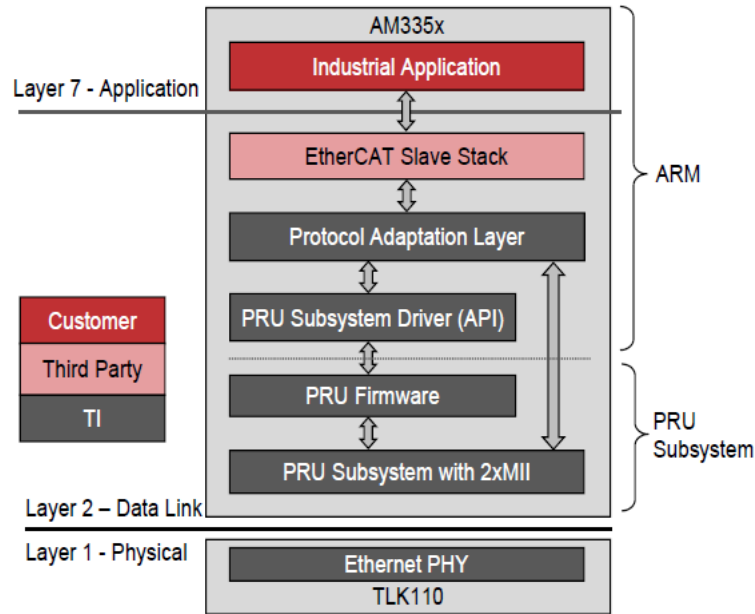 AM335x
Industrial Application
Layer 7 - Application
EtherCAT Slave Stack
ARM
Protocol Adaptation Layer
PRU Subsystem Driver (API)
Customer
Third Party
TI
PRU Firmware
PRU
Subsystem
PRU Subsystem with 2xMII
Layer 2 – Data Link
Layer 1 - Physical
Ethernet PHY
TLK110